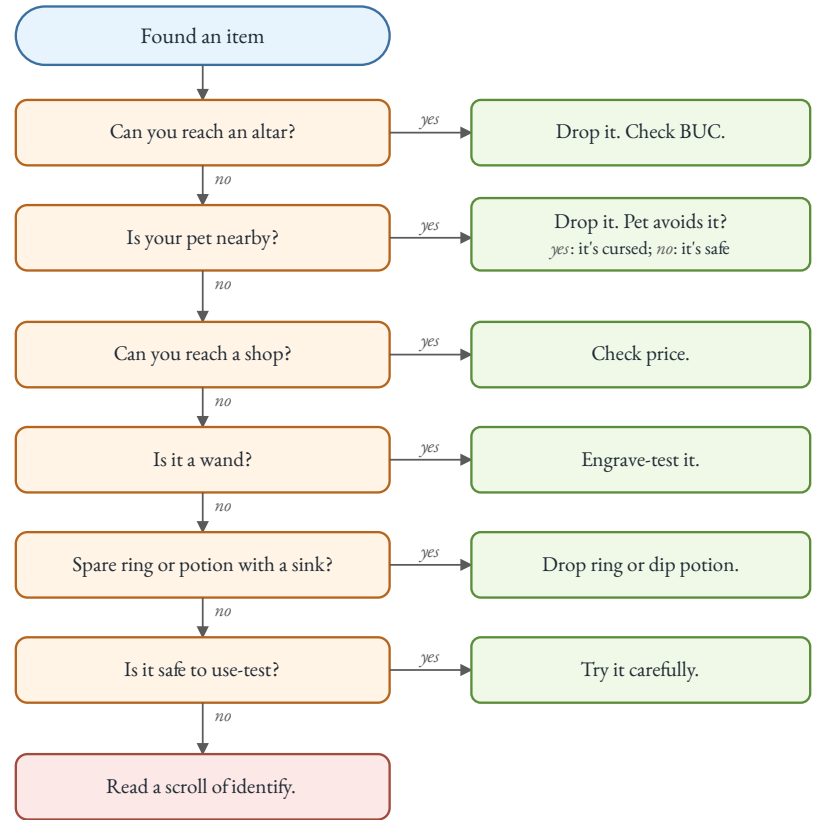 Found an item
Can you reach an altar?
yes
Drop it. Check BUC.
no
Is your pet nearby?
yes
Drop it. Pet avoids it?
yes: it's cursed; no: it's safe
no
Can you reach a shop?
yes
Check price.
no
Is it a wand?
yes
Engrave-test it.
no
Spare ring or potion with a sink?
yes
Drop ring or dip potion.
no
Is it safe to use-test?
yes
Try it carefully.
no
Read a scroll of identify.